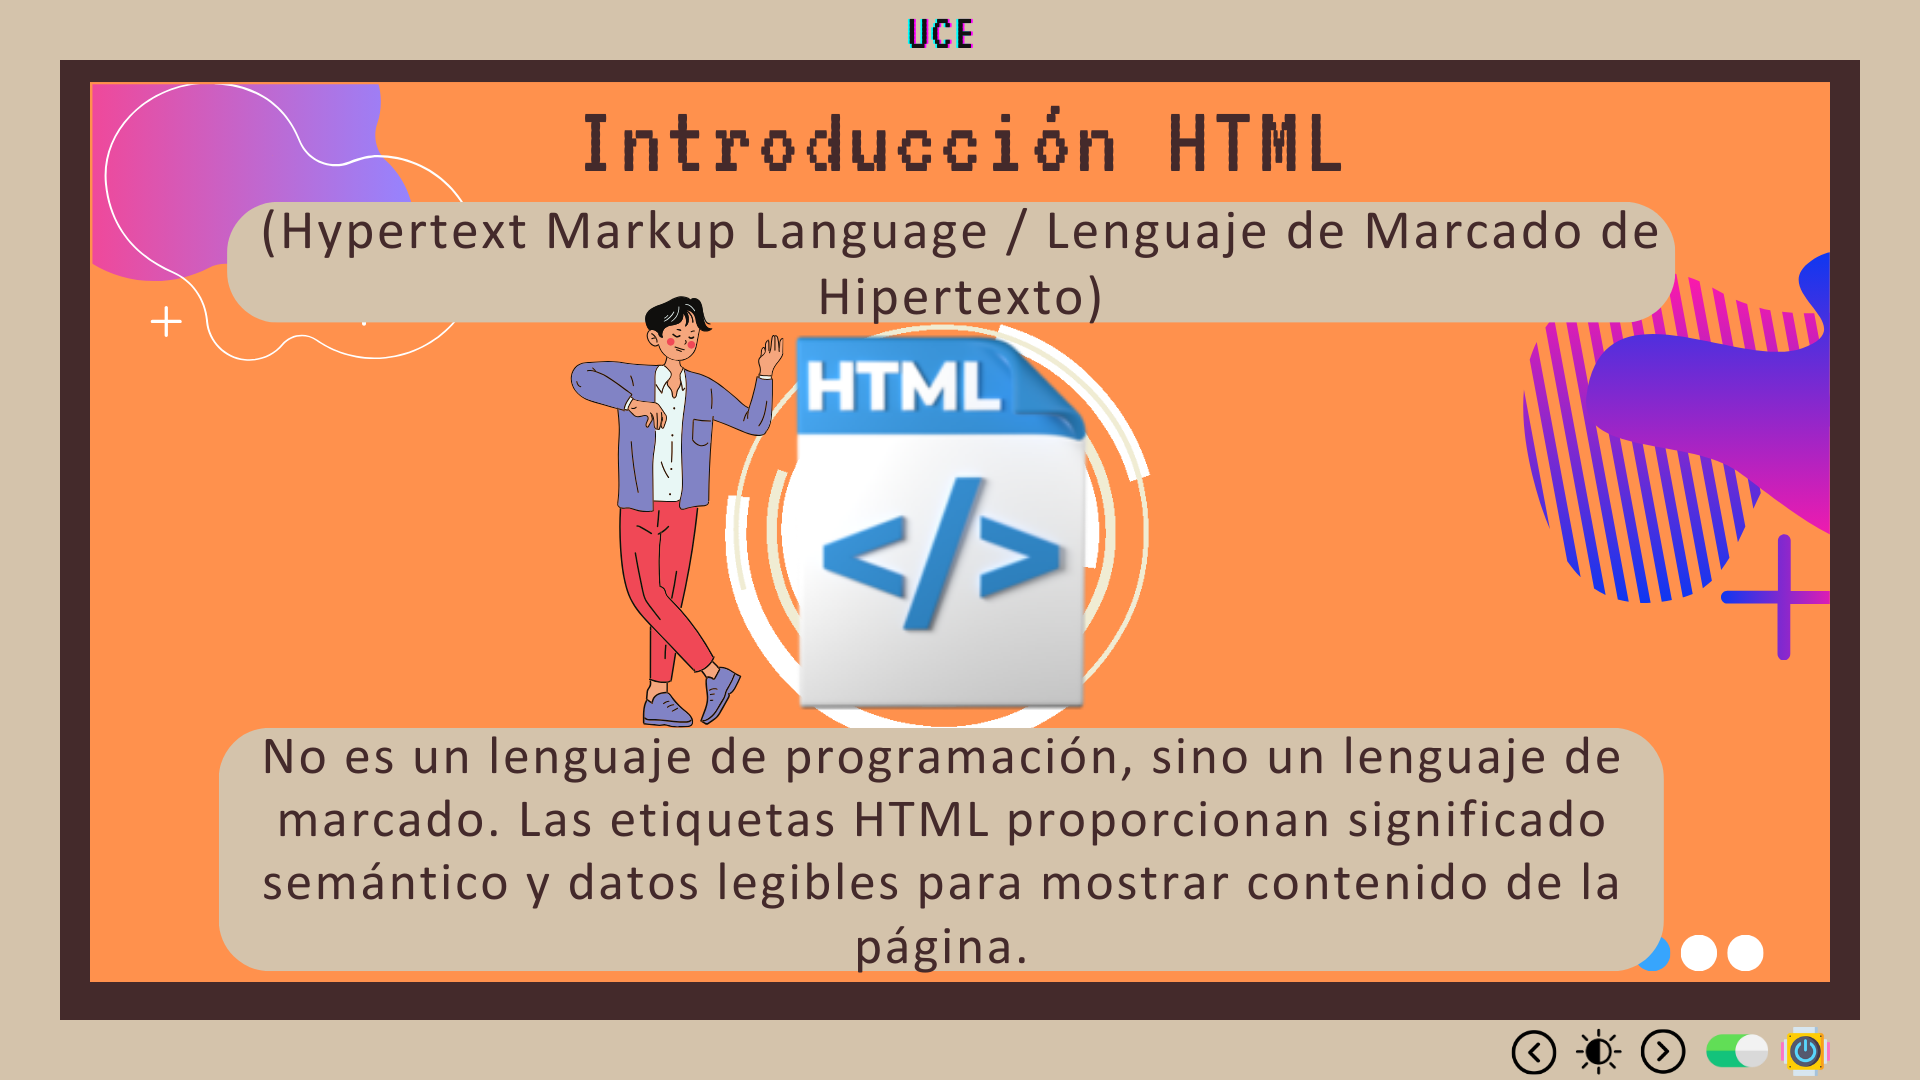 UCE
Introducción HTML
(Hypertext Markup Language / Lenguaje de Marcado de
Hipertexto)
HTML
</>
No es un lenguaje de programación, sino un lenguaje de
marcado. Las etiquetas HTML proporcionan significado
semántico y datos legibles para mostrar contenido de la
página.